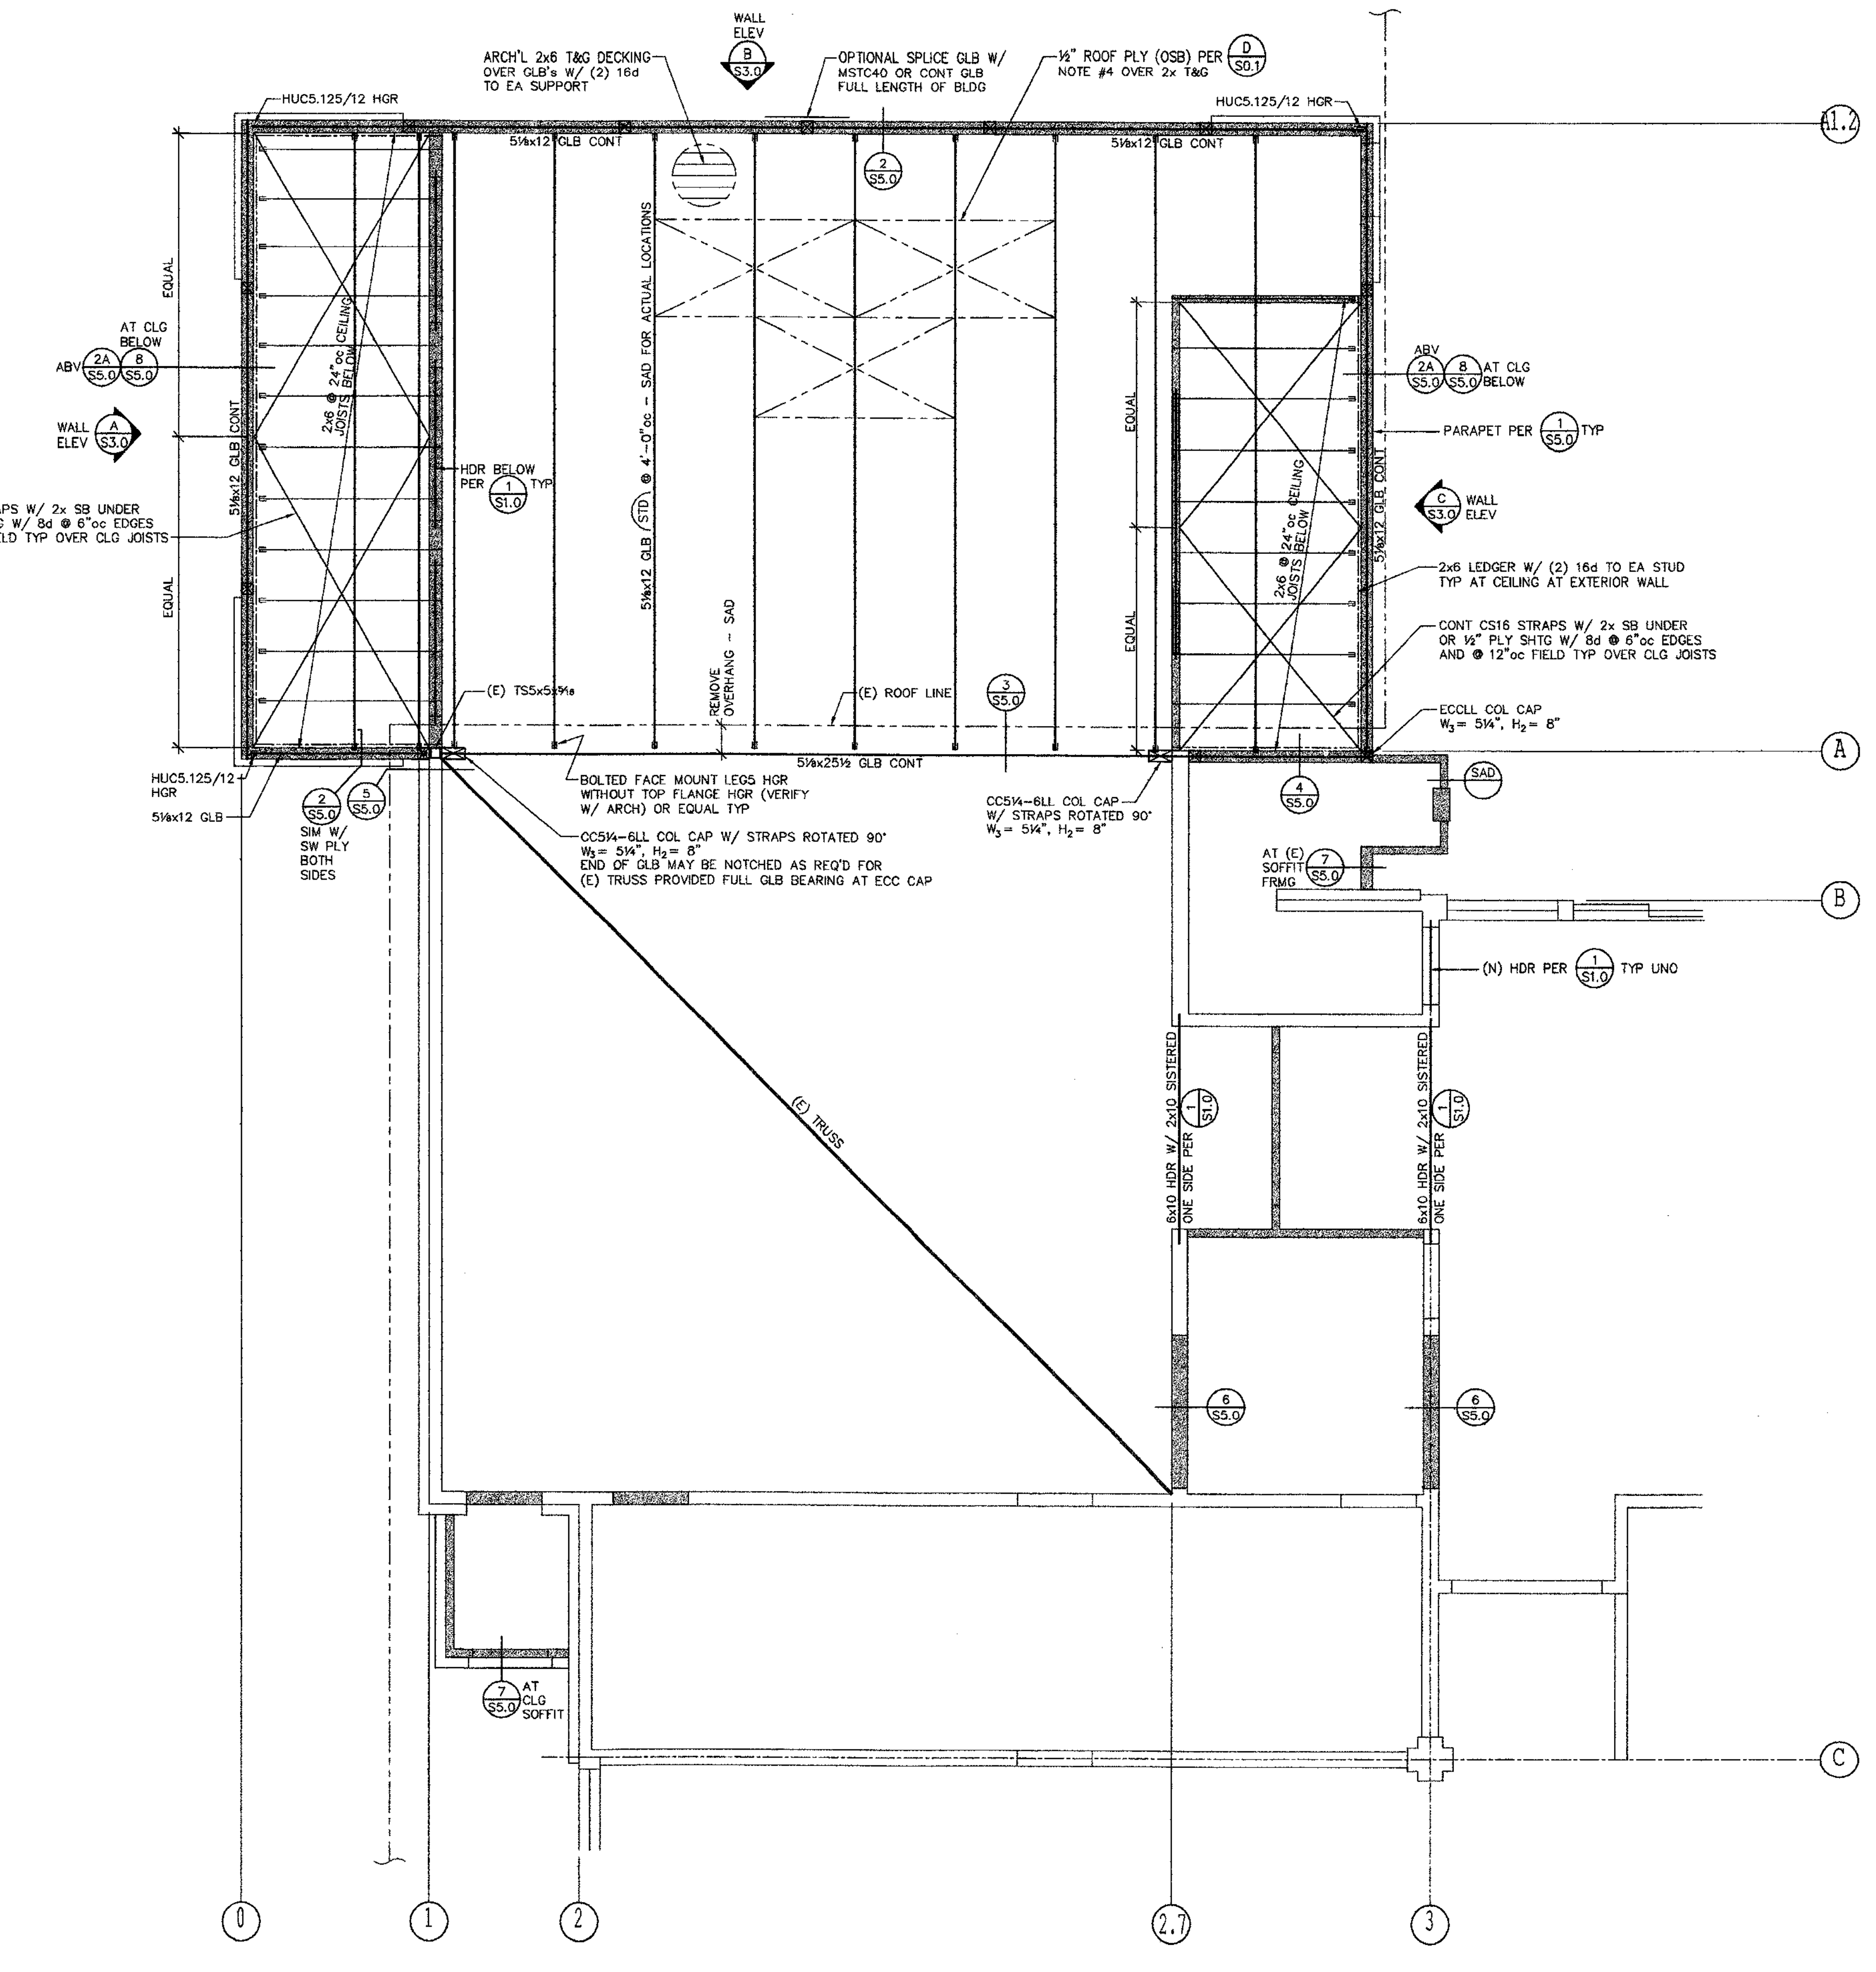 WALL
ELEV
B
S3.0
ARCH'L 2x6 T&G DECKING
OVER GLB's W/ (2) 16d
TO EA SUPPORT
OPTIONAL SPLICE GLB W/
MSTC40 OR CONT GLB
FULL LENGTH OF BLDG
½" ROOF PLY (OSB) PER
NOTE #4 OVER 2x T&G
D
S0.1
HUC5.125/12 HGR
HUC5.125/12 HGR
A1.2
5⅛x12 GLB CONT
5⅛x12 GLB CONT
2
S5.0
EQUAL
5⅛x12 GLB (STD) @ 4'-0"oc - SAD FOR ACTUAL LOCATIONS
2x6 @ 24"oc CEILING
JOISTS BELOW
AT CLG
BELOW
ABV
2A
S5.0
8
S5.0
ABV
2A
S5.0
8
S5.0
AT CLG
BELOW
EQUAL
WALL
ELEV
A
S3.0
5⅛x12 GLB CONT
PARAPET PER
1
S5.0
TYP
HDR BELOW
PER
1
S1.0
TYP
2x6 @ 24"oc CEILING
JOISTS BELOW
5⅛x12 GLB CONT
C
S3.0
WALL
ELEV
APS W/ 2x SB UNDER
G W/ 8d @ 6"oc EDGES
ELD TYP OVER CLG JOISTS
EQUAL
EQUAL
2x6 LEDGER W/ (2) 16d TO EA STUD
TYP AT CEILING AT EXTERIOR WALL
CONT CS16 STRAPS W/ 2x SB UNDER
OR ½" PLY SHTG W/ 8d @ 6"oc EDGES
AND @ 12"oc FIELD TYP OVER CLG JOISTS
(E) TS5x5x5/16
REMOVE
OVERHANG - SAD
(E) ROOF LINE
3
S5.0
ECCLL COL CAP
W3= 5¼", H2= 8"
A
5⅛x25½ GLB CONT
HUC5.125/12
HGR
5⅛x12 GLB
2
S5.0
SIM W/
SW PLY
BOTH
SIDES
5
S5.0
BOLTED FACE MOUNT LEG5 HGR
WITHOUT TOP FLANGE HGR (VERIFY
W/ ARCH) OR EQUAL TYP
CC5¼-6LL COL CAP W/ STRAPS ROTATED 90°
W3= 5¼", H2= 8"
END OF GLB MAY BE NOTCHED AS REQ'D FOR
(E) TRUSS PROVIDED FULL GLB BEARING AT ECC CAP
CC5¼-6LL COL CAP
W/ STRAPS ROTATED 90°
W3= 5¼", H2= 8"
4
S5.0
SAD
AT (E)
SOFFIT
FRMG
7
S5.0
B
(N) HDR PER
1
S1.0
TYP UNO
6x10 HDR W/ 2x10 SISTERED
ONE SIDE PER
1
S1.0
6x10 HDR W/ 2x10 SISTERED
ONE SIDE PER
1
S1.0
(E) TRUSS
6
S5.0
6
S5.0
7
S5.0
AT
CLG
SOFFIT
C
0
1
2
2.7
3